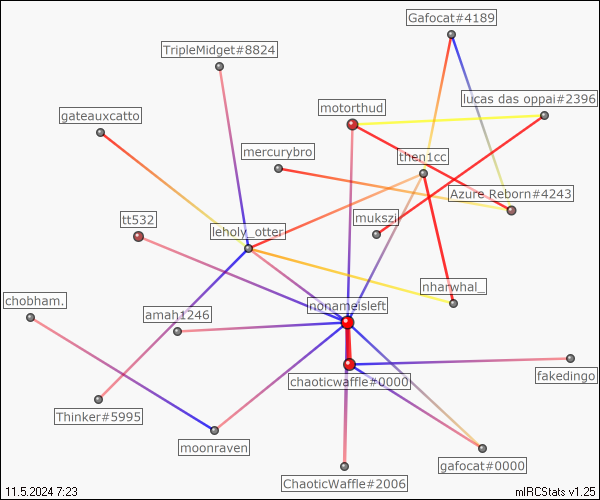 Gafocat#4189
TripleMidget#8824
lucas das oppai#2396
motorthud
gateauxcatto
mercurybro
then1cc
Azure Reborn#4243
tt532
mukszi
leholy_otter
nharwhal_
chobham.
nonameisleft
amah1246
chaoticwaffle#0000
fakedingo
Thinker#5995
moonraven
gafocat#0000
ChaoticWaffle#2006
11.5.2024 7:23
mIRCStats v1.25